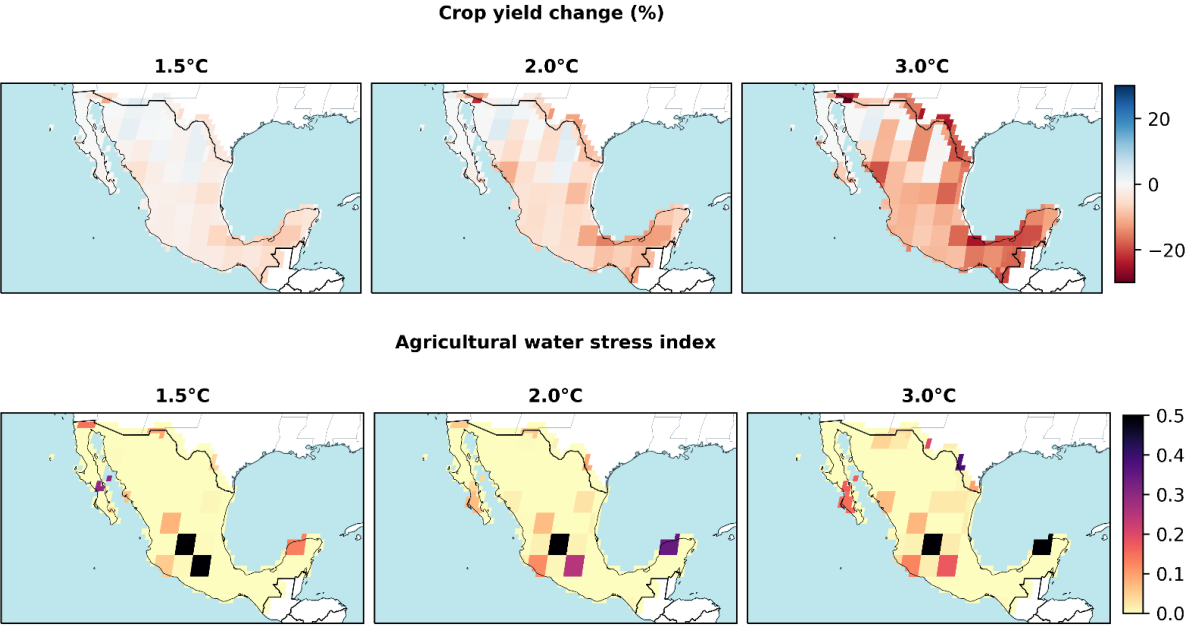 Crop yield change (%)
1.5°C 2.0°C 3.0°C
20
0
−20
Agricultural water stress index
1.5°C 2.0°C 3.0°C
0.5
0.4
0.3
0.2
0.1
0.0